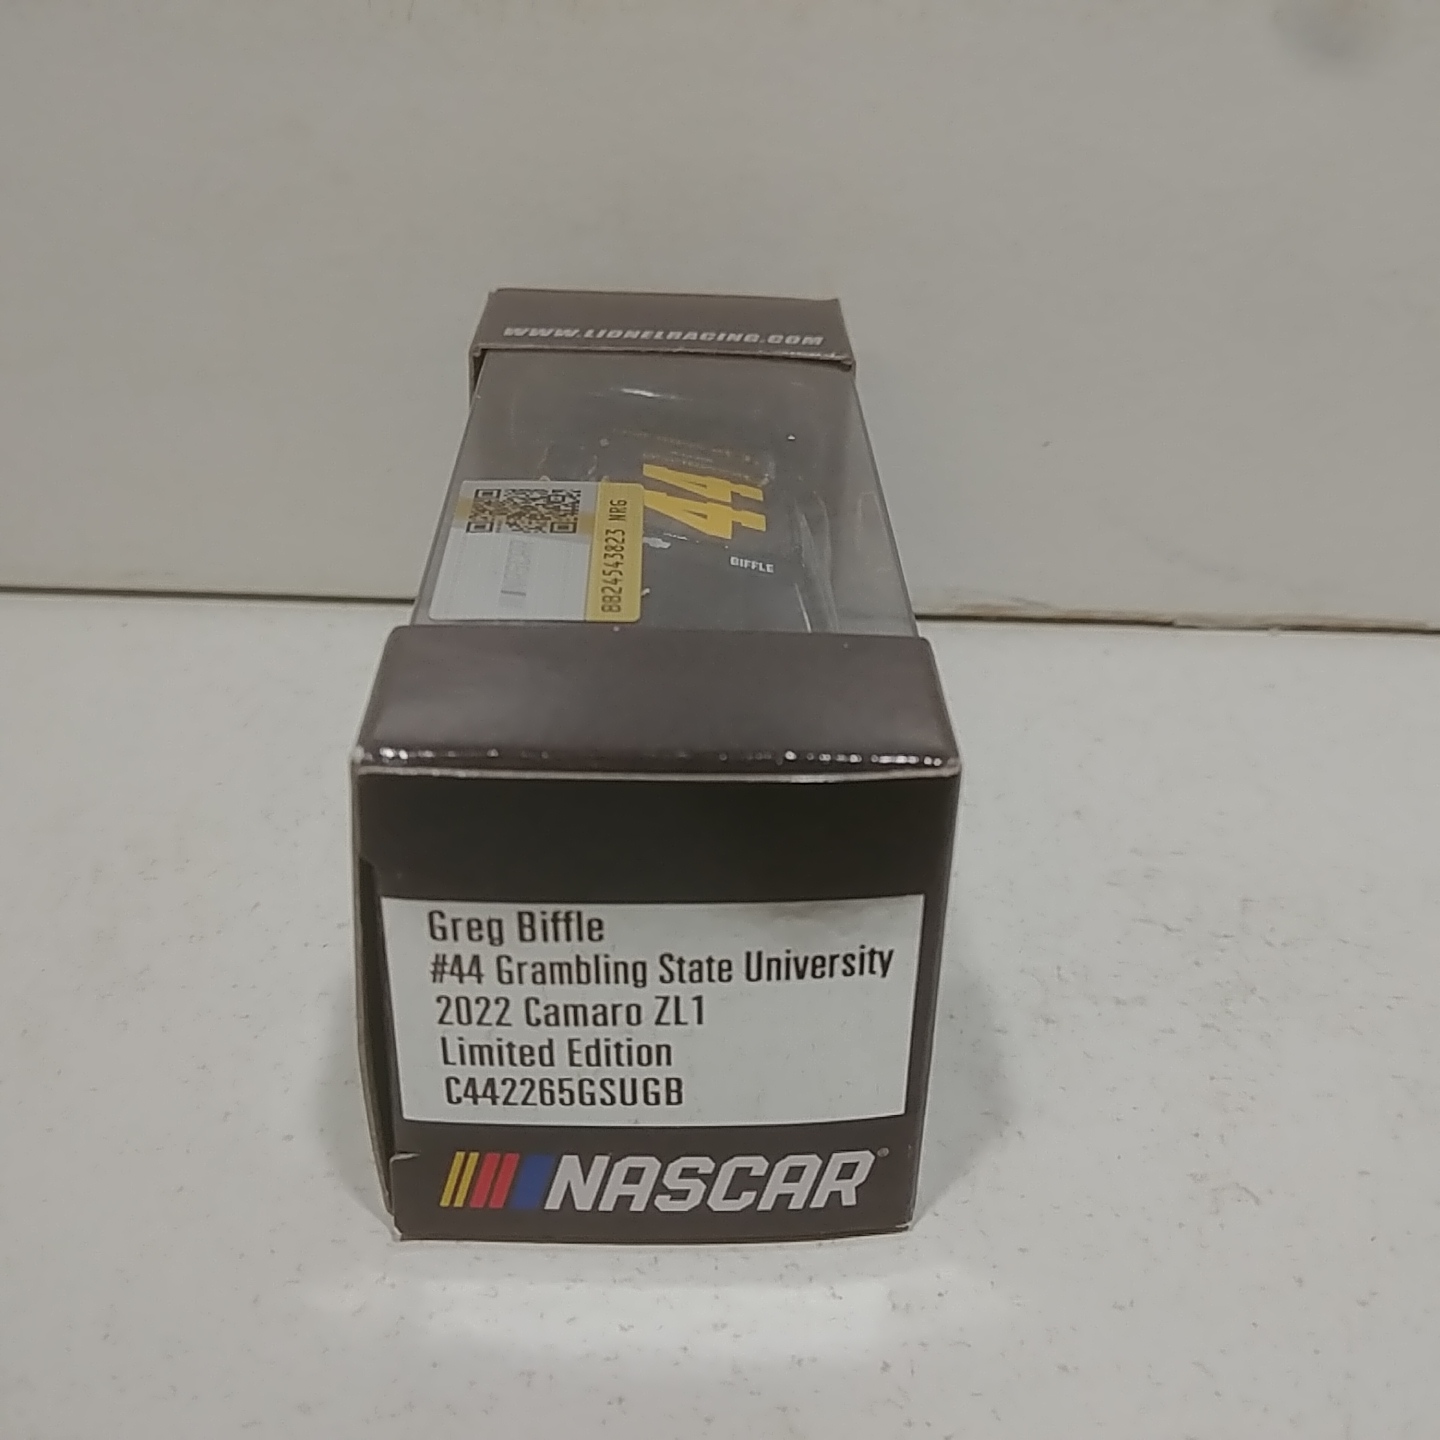 WWW.LIONELRACING.COM
44
BB24543823 NRG
BIFFLE
Greg Biffle
#44 Grambling State University
2022 Camaro ZL1
Limited Edition
C442265GSUGB
NASCAR®